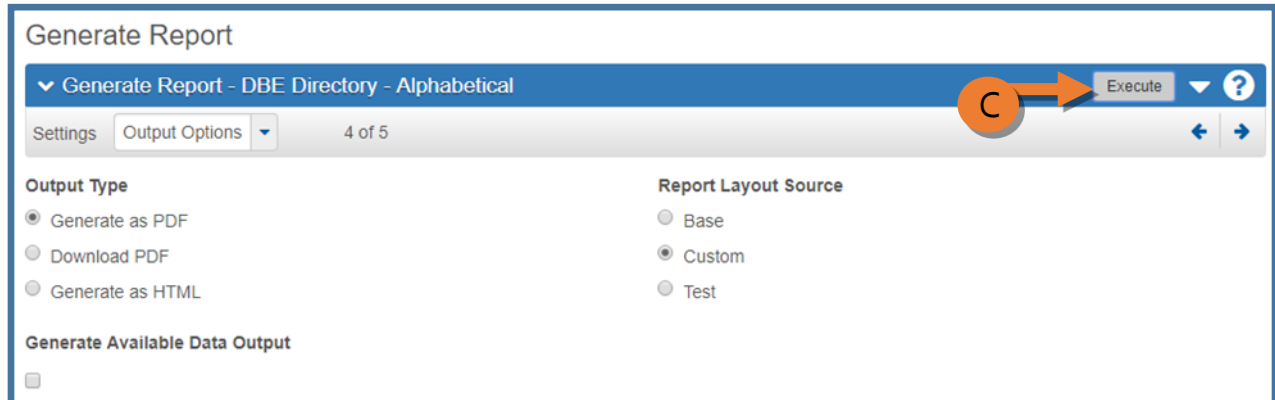 Generate Report
Generate Report - DBE Directory - Alphabetical
C
Execute
?
Settings Output Options 4 of 5
Output Type
Generate as PDF
Download PDF
Generate as HTML
Report Layout Source
Base
Custom
Test
Generate Available Data Output